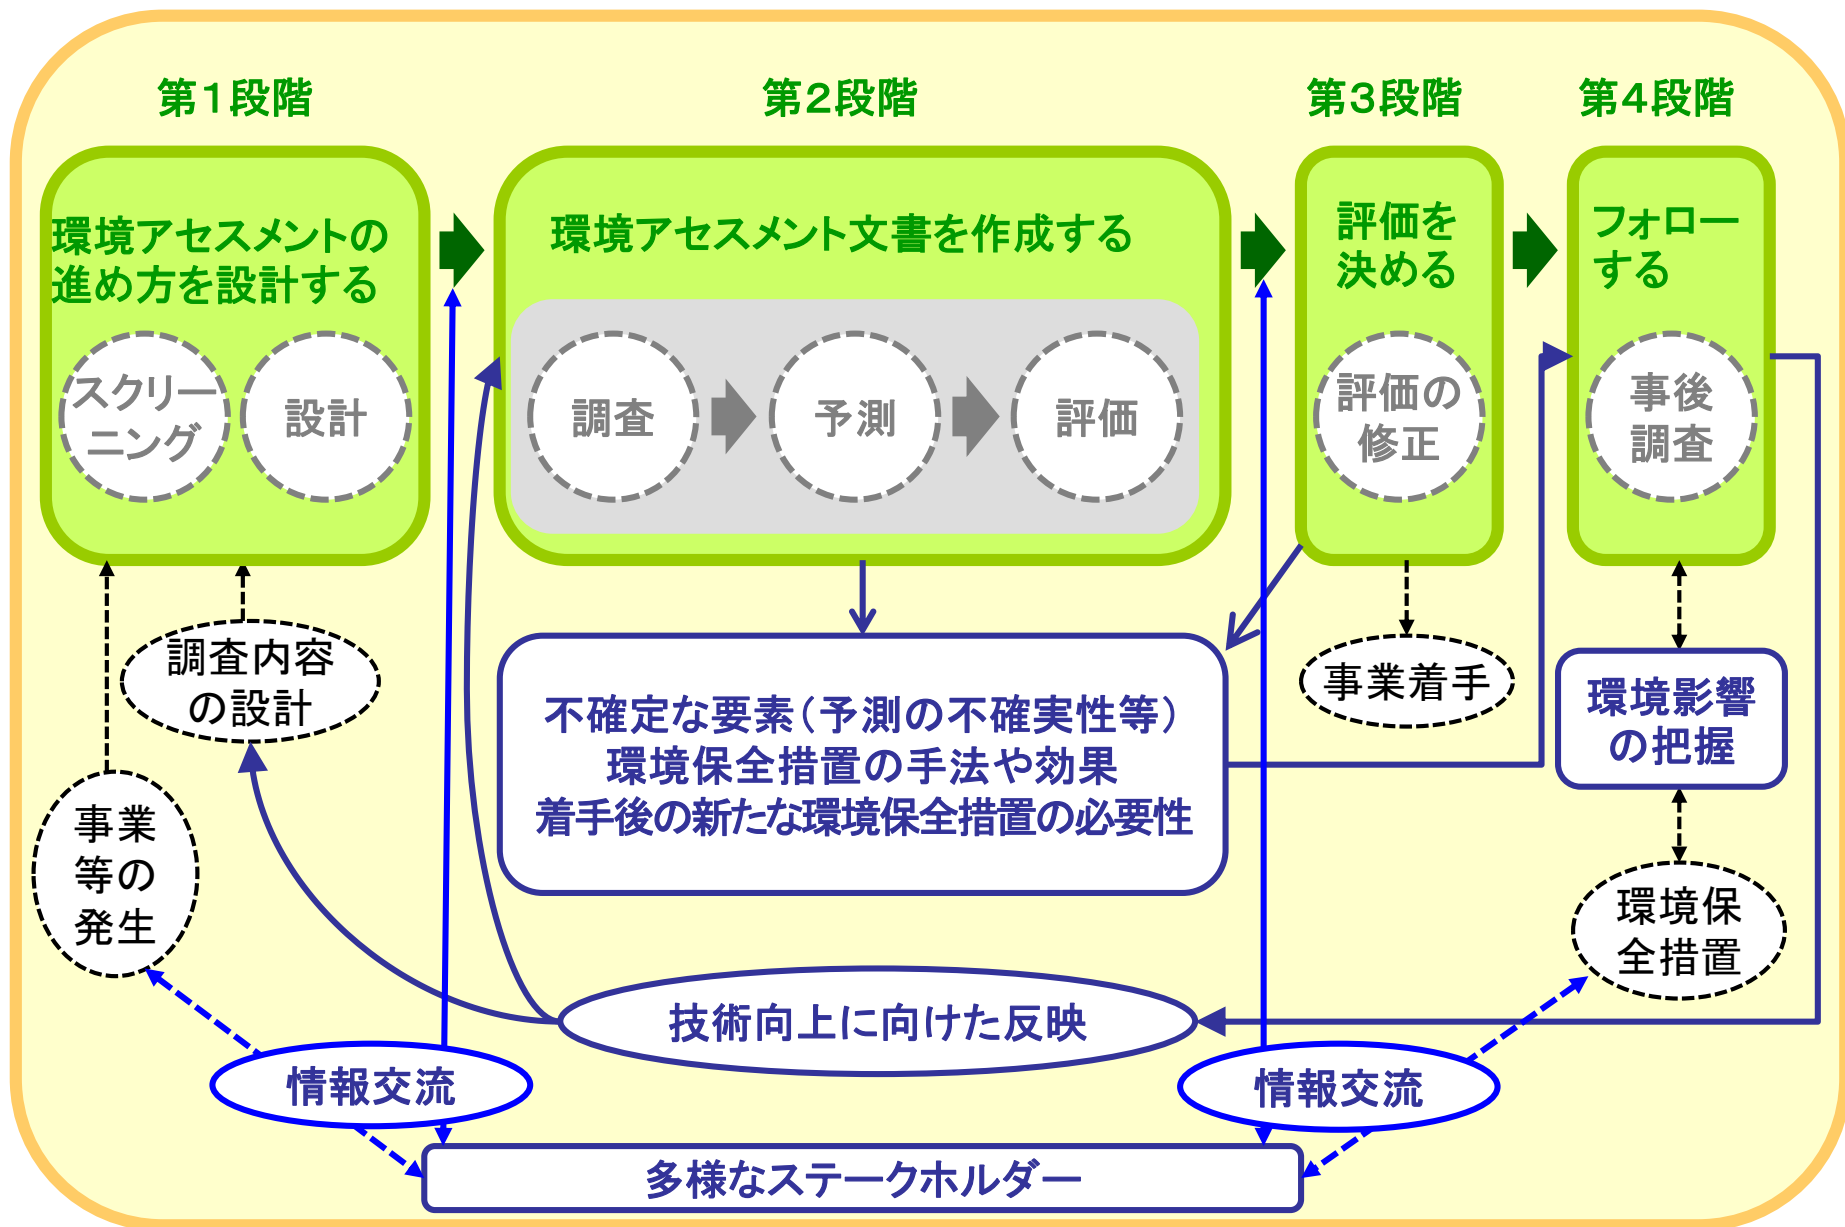 第1段階
第2段階
第3段階
第4段階
環境アセスメントの
進め方を設計する
スクリー
ニング
設計
環境アセスメント文書を作成する
調査
予測
評価
評価を
決める
評価の
修正
フォロー
する
事後
調査
調査内容
の設計
事業
等の
発生
不確定な要素（予測の不確実性等）
環境保全措置の手法や効果
着手後の新たな環境保全措置の必要性
事業着手
環境影響
の把握
環境保
全措置
技術向上に向けた反映
情報交流
情報交流
多様なステークホルダー